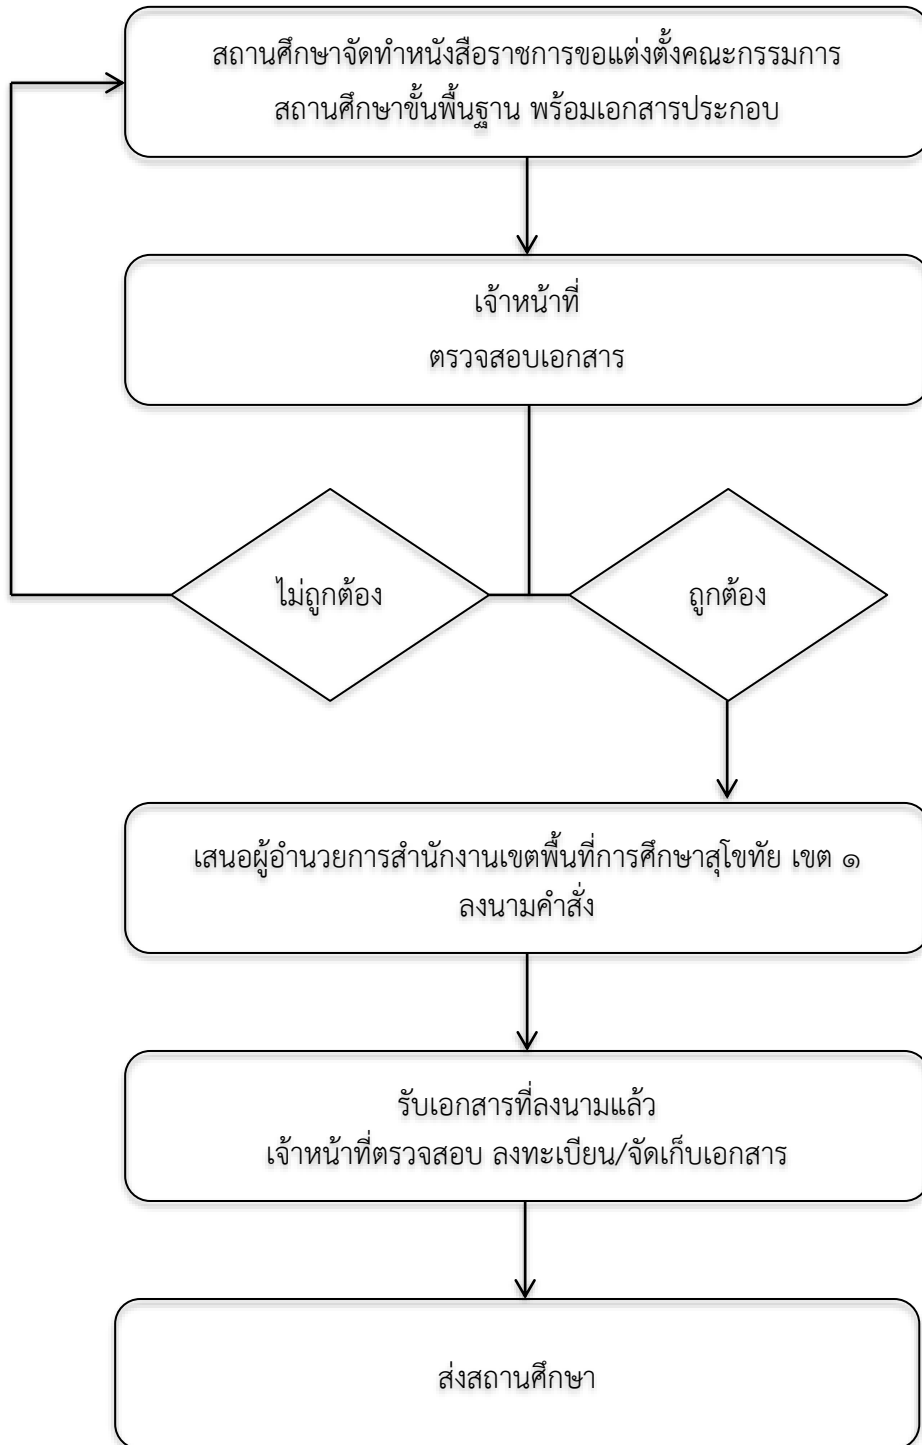 สถานศึกษาจัดทำหนังสือราชการขอแต่งตั้งคณะกรรมการ
สถานศึกษาขั้นพื้นฐาน พร้อมเอกสารประกอบ
เจ้าหน้าที่
ตรวจสอบเอกสาร
ไม่ถูกต้อง
ถูกต้อง
เสนอผู้อำนวยการสำนักงานเขตพื้นที่การศึกษาสุโขทัย เขต ๑
ลงนามคำสั่ง
รับเอกสารที่ลงนามแล้ว
เจ้าหน้าที่ตรวจสอบ ลงทะเบียน/จัดเก็บเอกสาร
ส่งสถานศึกษา